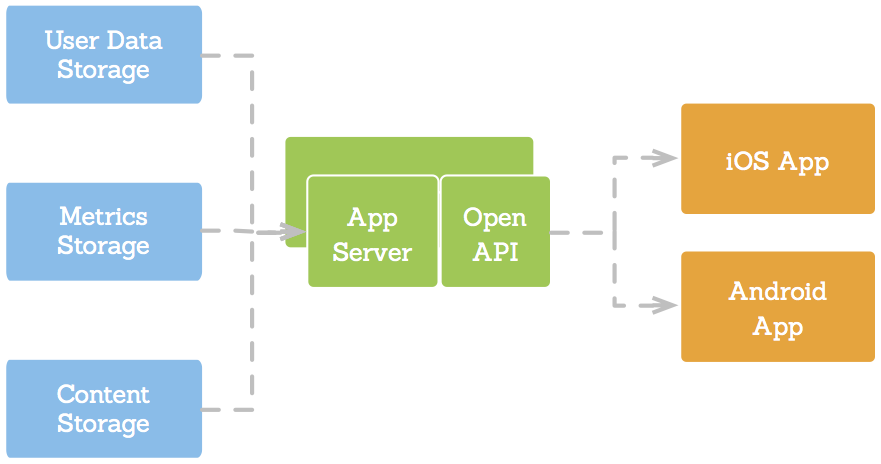 User Data
Storage
Metrics
Storage
Content
Storage
App
Server
Open
API
iOS App
Android
App